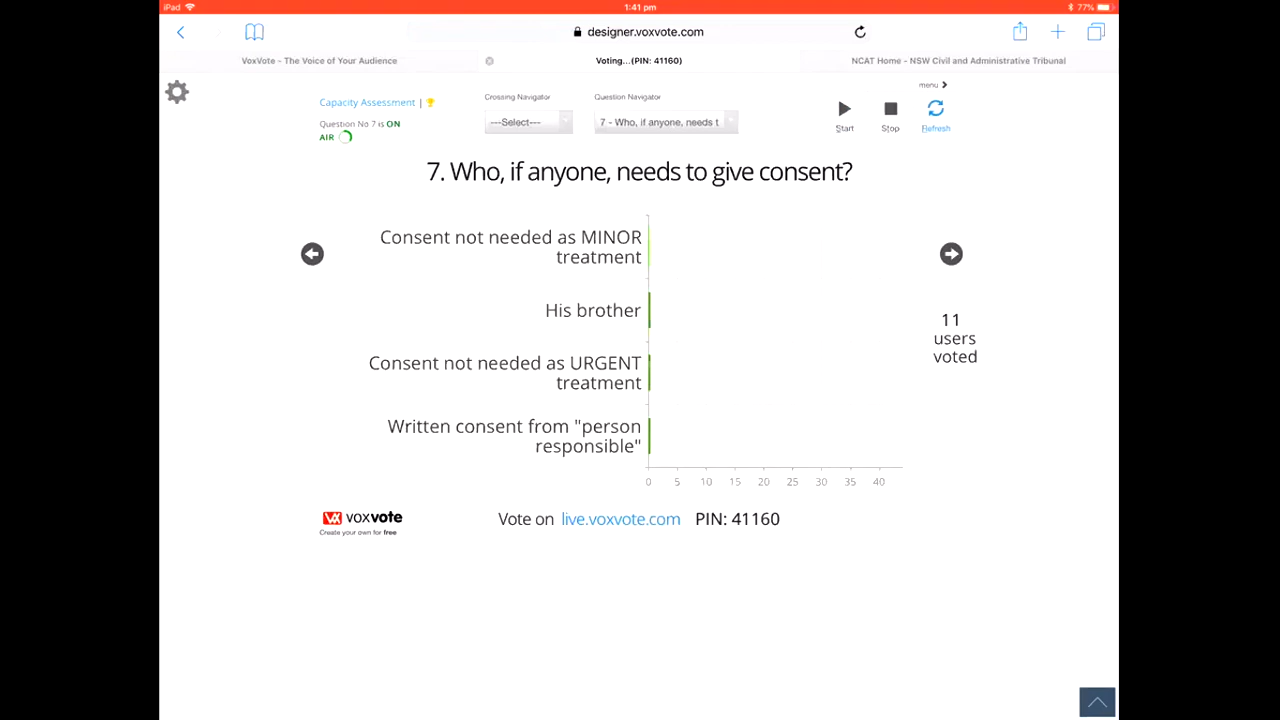 iPad
1:41 pm
77%
designer.voxvote.com
VoxVote - The Voice of Your Audience
Voting...(PIN: 41160)
NCAT Home - NSW Civil and Administrative Tribunal
menu
Capacity Assessment |
Crossing Navigator
Question Navigator
Question No 7 is ON
AIR
---Select---
7 - Who, if anyone, needs t
Start
Stop
Refresh
7. Who, if anyone, needs to give consent?
Consent not needed as MINOR
treatment
His brother
Consent not needed as URGENT
treatment
Written consent from "person
responsible"
11
users
voted
0 5 10 15 20 25 30 35 40
voxvote
Create your own for free
Vote on live.voxvote.com PIN: 41160